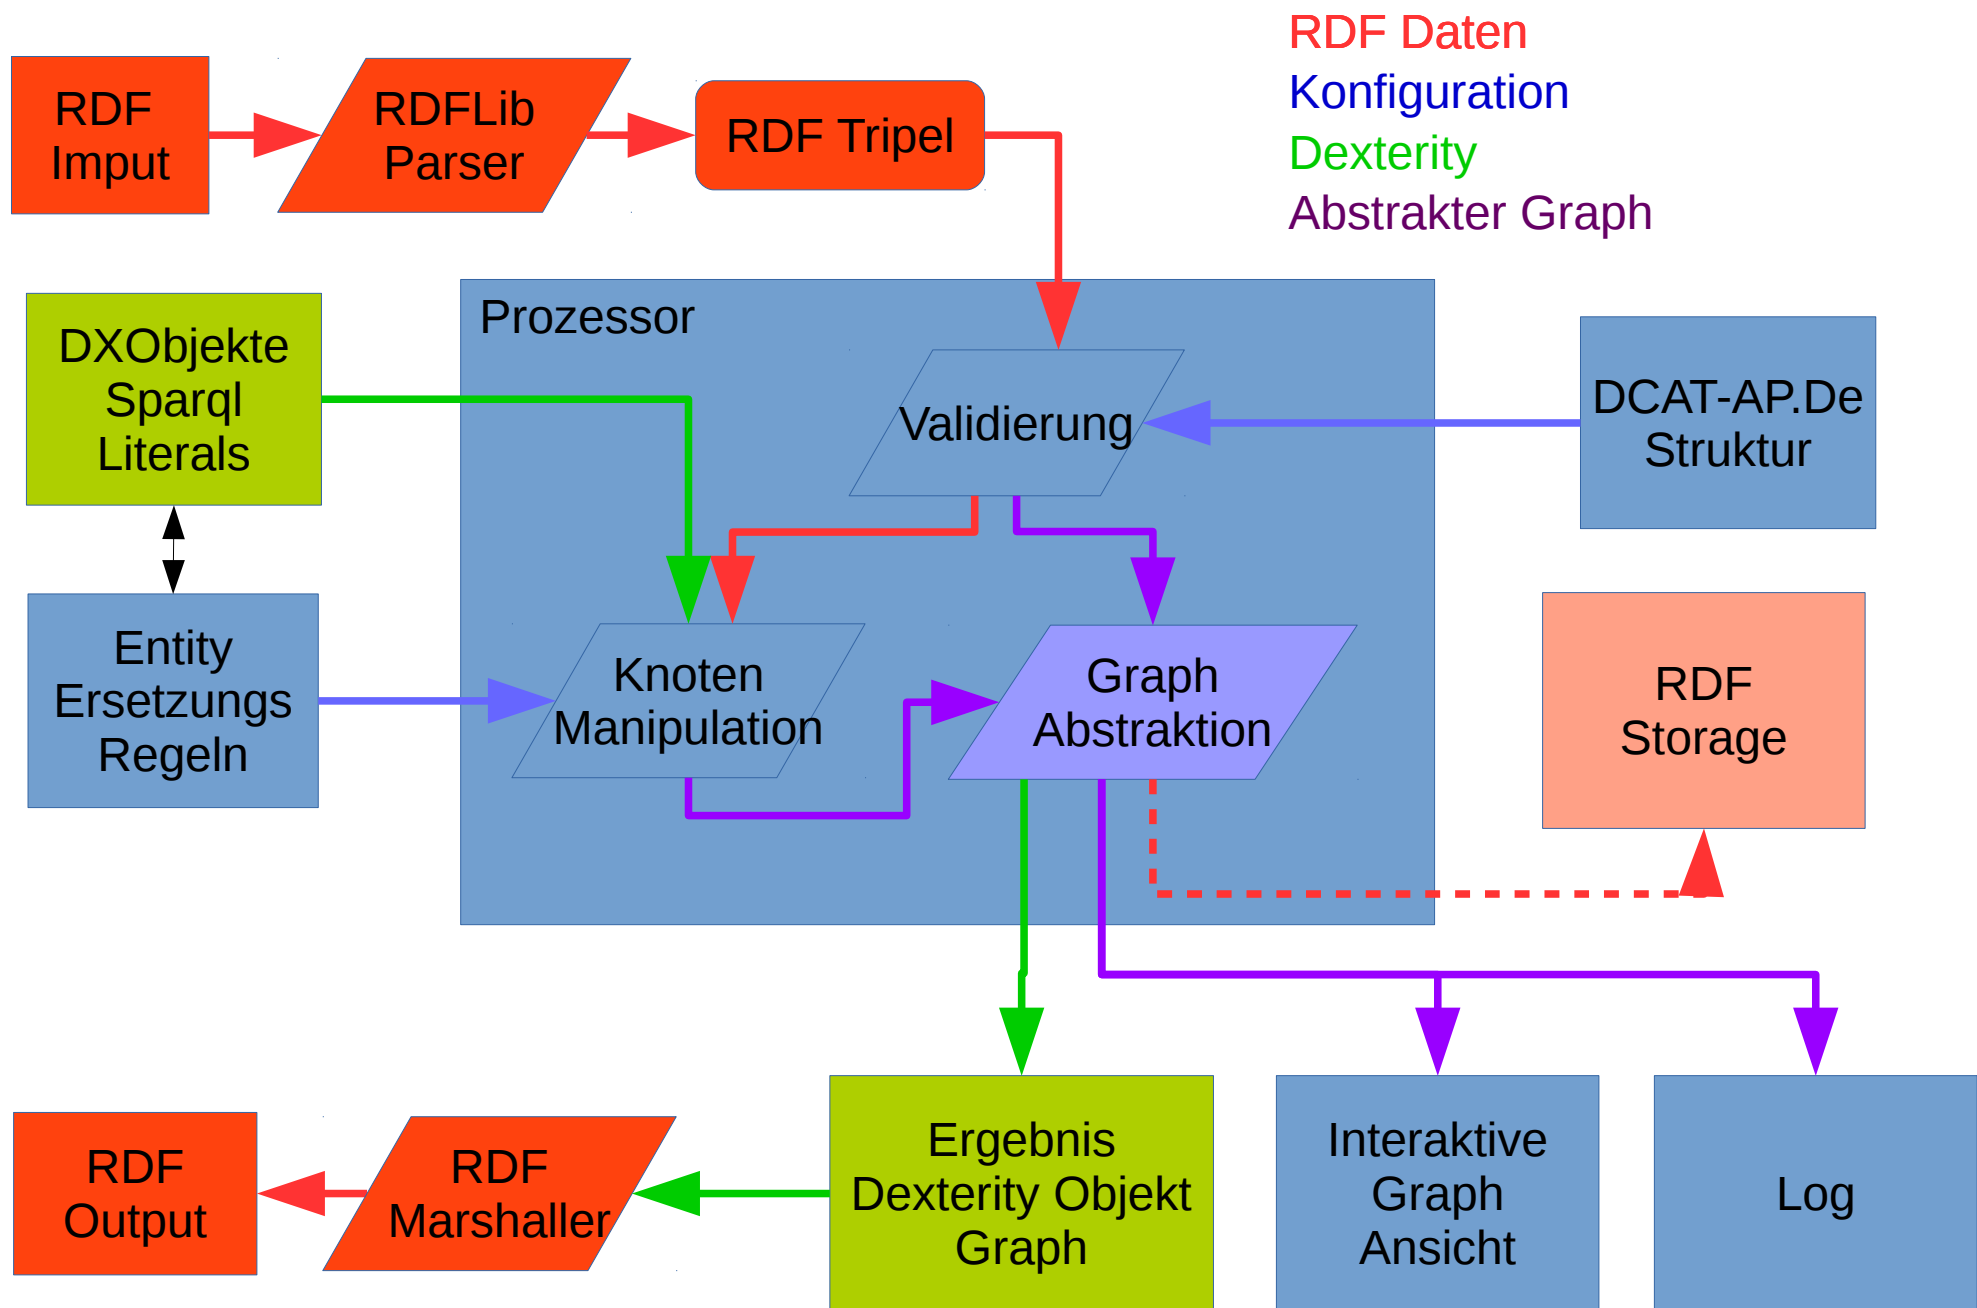 RDF Daten
Konfiguration
Dexterity
Abstrakter Graph
RDF
Imput
RDFLib
Parser
RDF Tripel
Prozessor
DXObjekte
Sparql
Literals
Validierung
DCAT-AP.De
Struktur
Entity
Ersetzungs
Regeln
Knoten
Manipulation
Graph
Abstraktion
RDF
Storage
RDF
Output
RDF
Marshaller
Ergebnis
Dexterity Objekt
Graph
Interaktive
Graph
Ansicht
Log